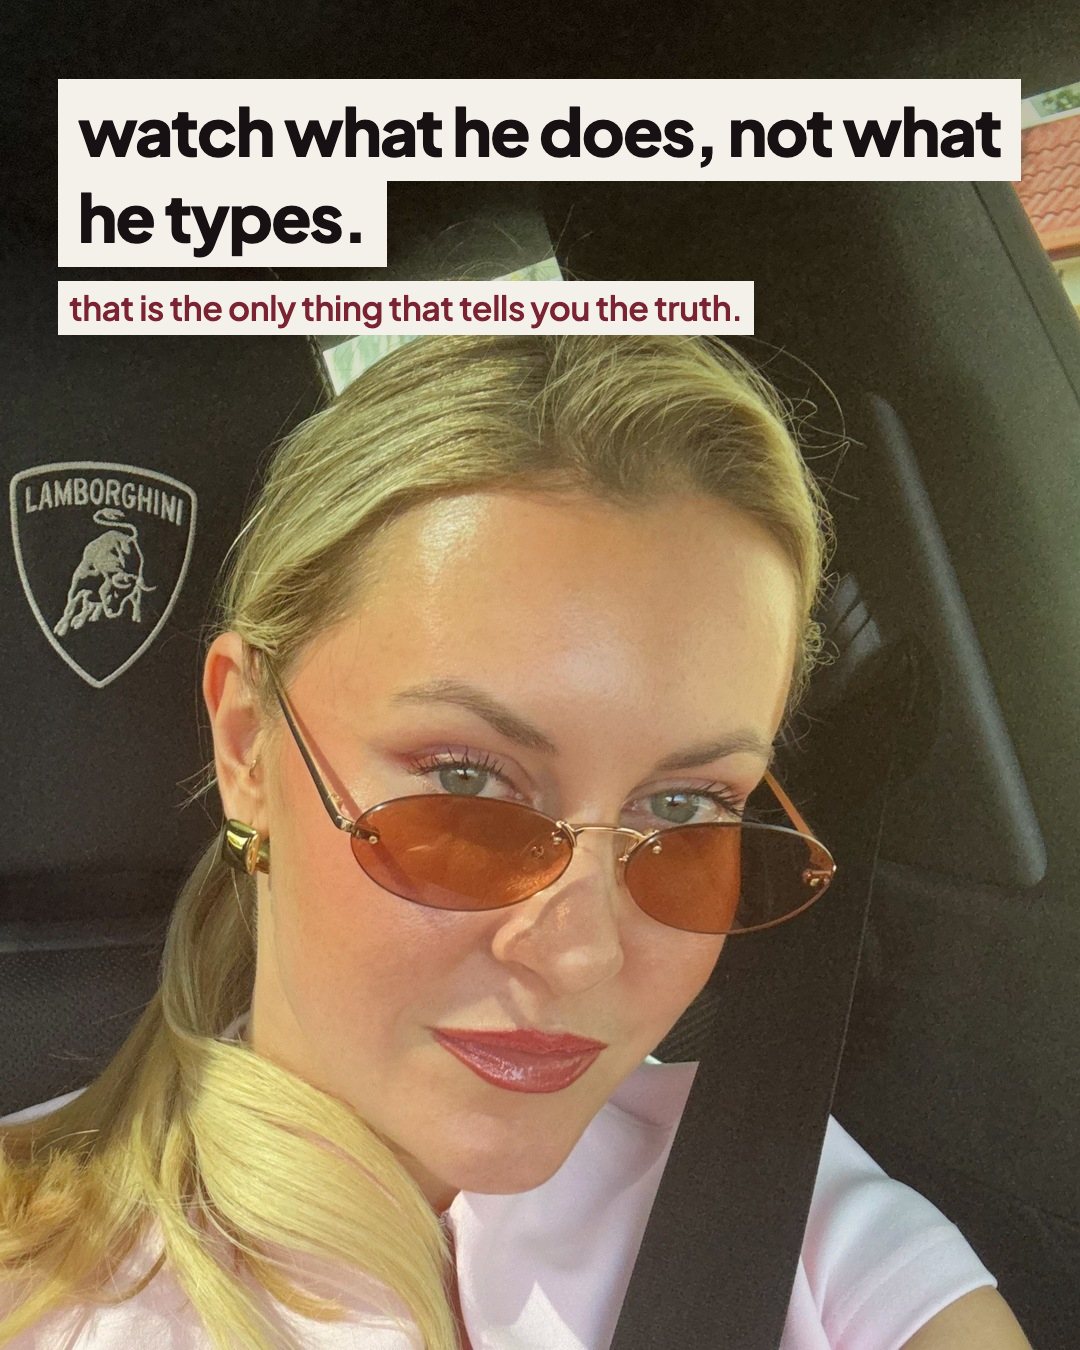 watch what he does, not what
he types.
that is the only thing that tells you the truth.
LAMBORGHINI